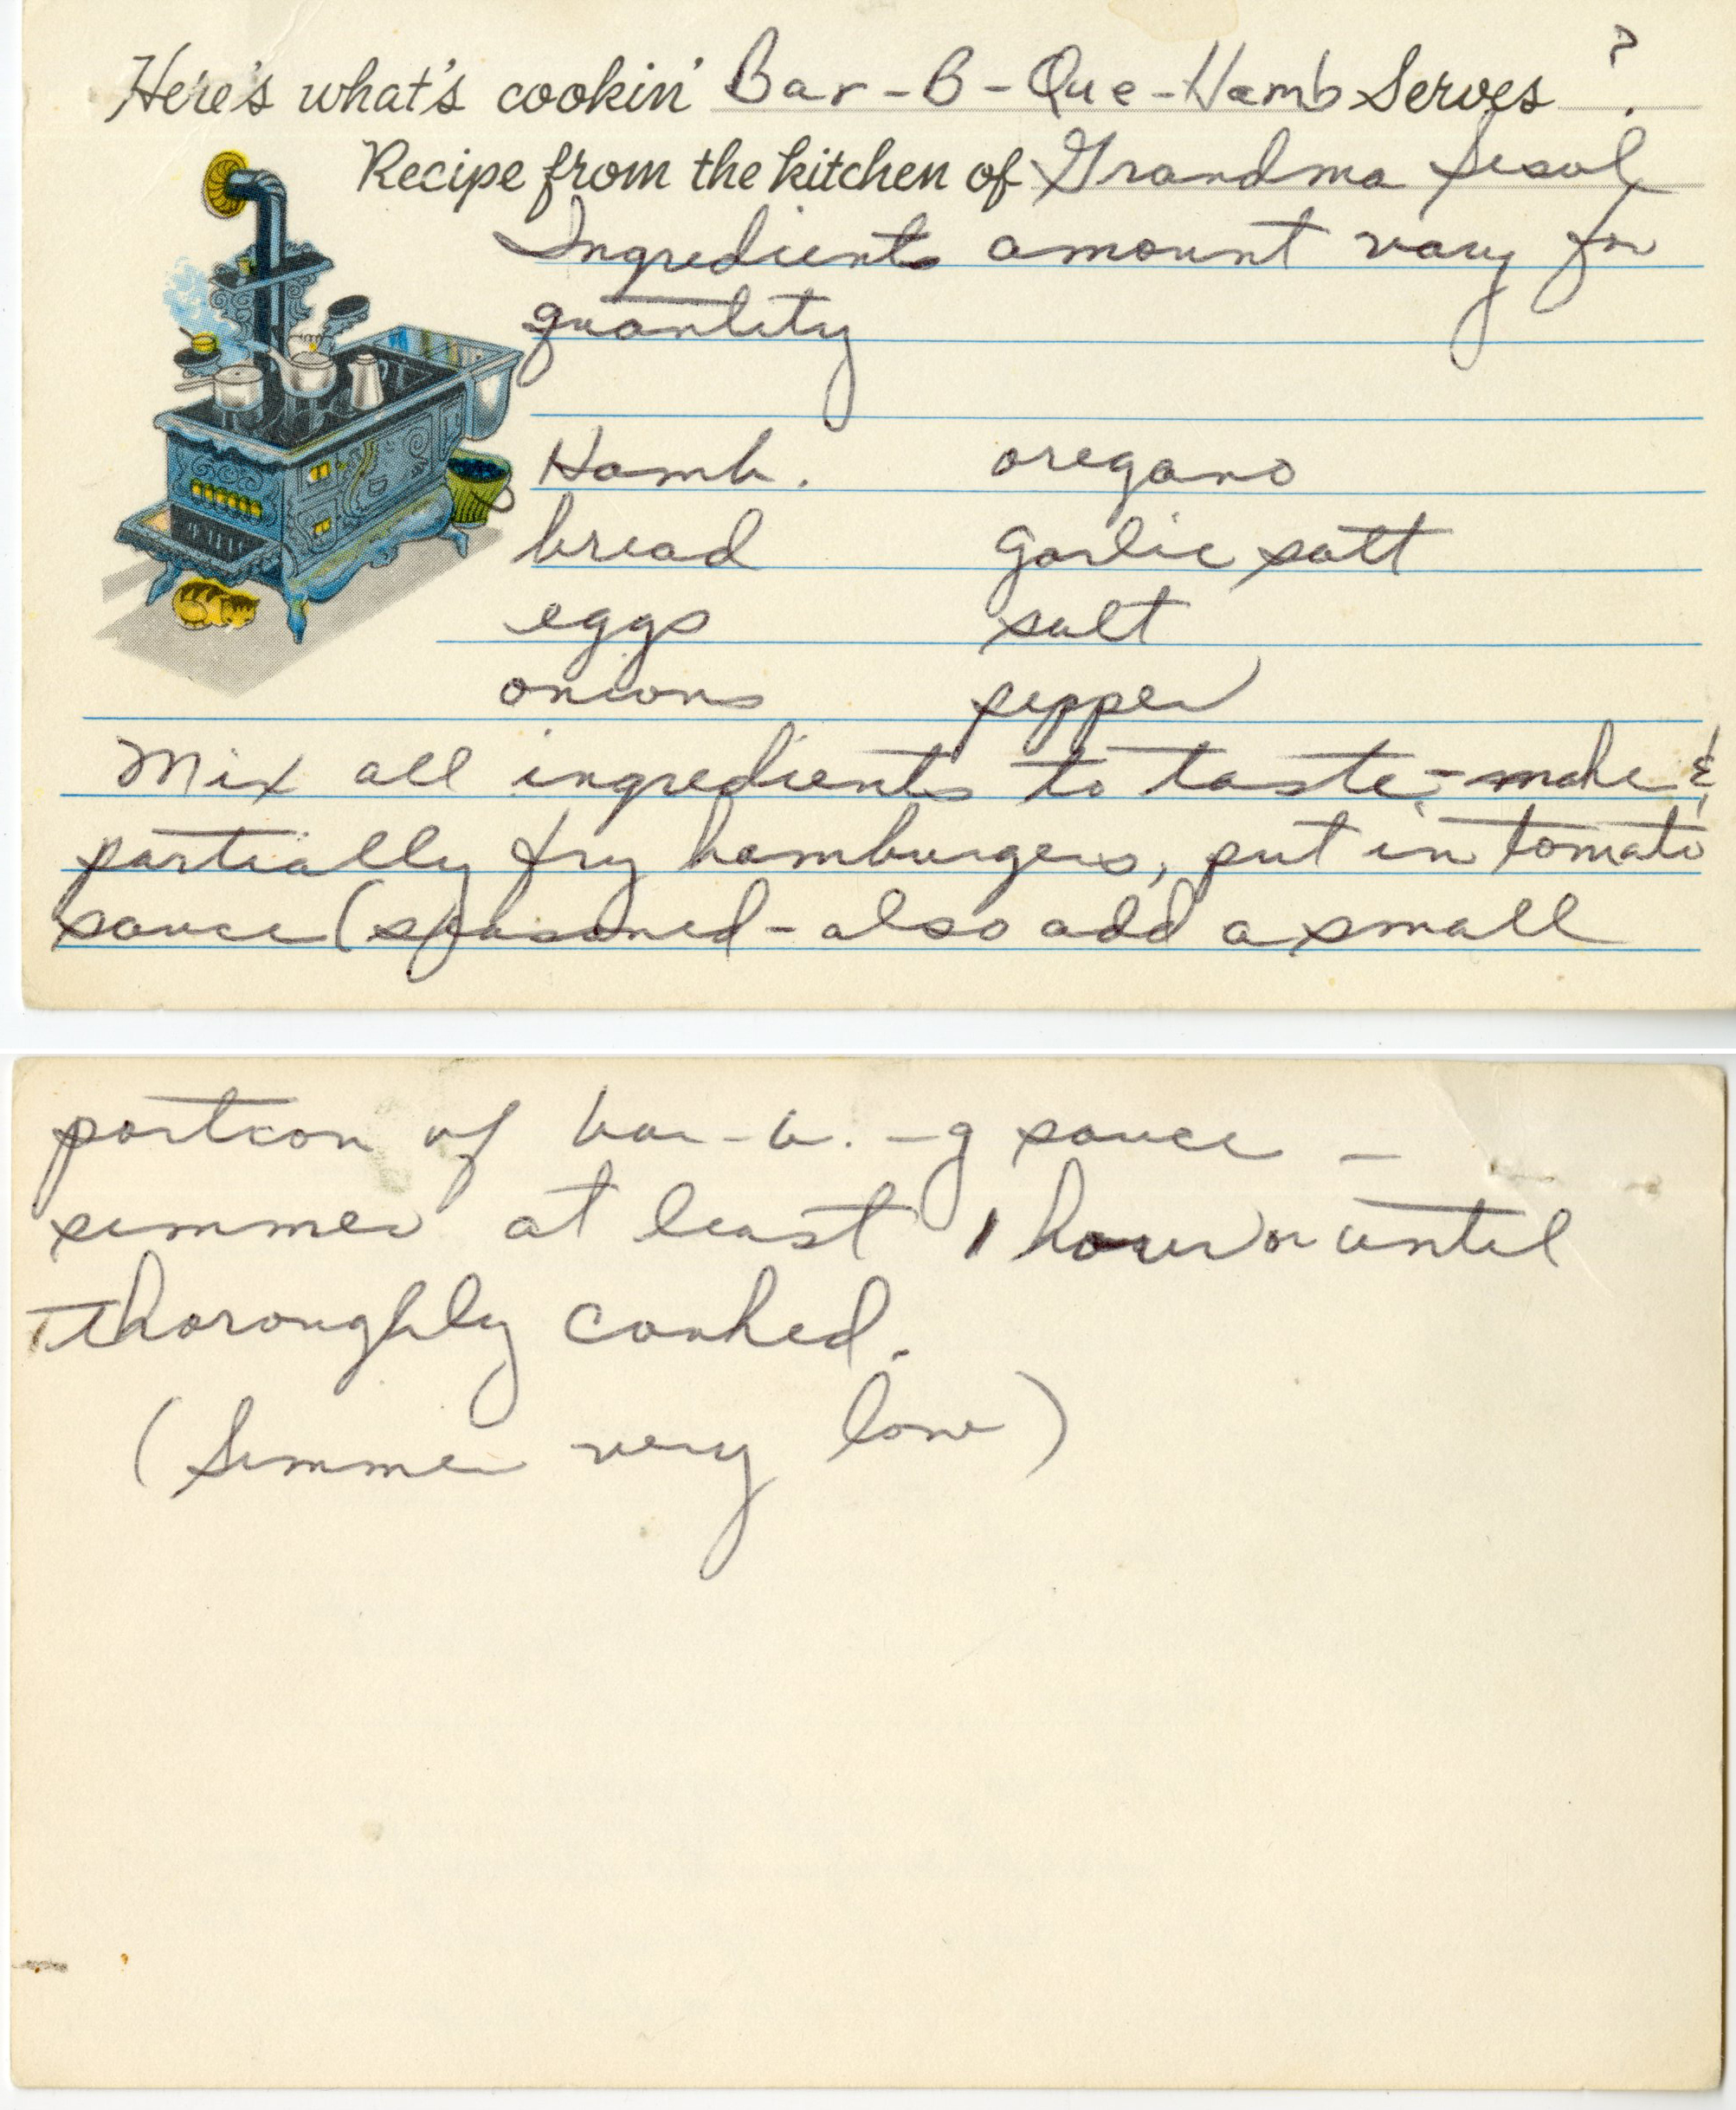 Here's what's cookin' Bar-B-Que-Hamb Serves ?
Recipe from the kitchen of Grandma Sesol
Ingredients amount vary for
quantity
Hamb. oregano
bread garlic salt
eggs salt
onions pepper
Mix all ingredients to taste - make &
partially fry hamburgers, put in tomato
sauce (seasoned - also add a small
portion of bar-b.-q sauce -
simmer at least 1 hour or until
thoroughly cooked.
(Simmer very low)